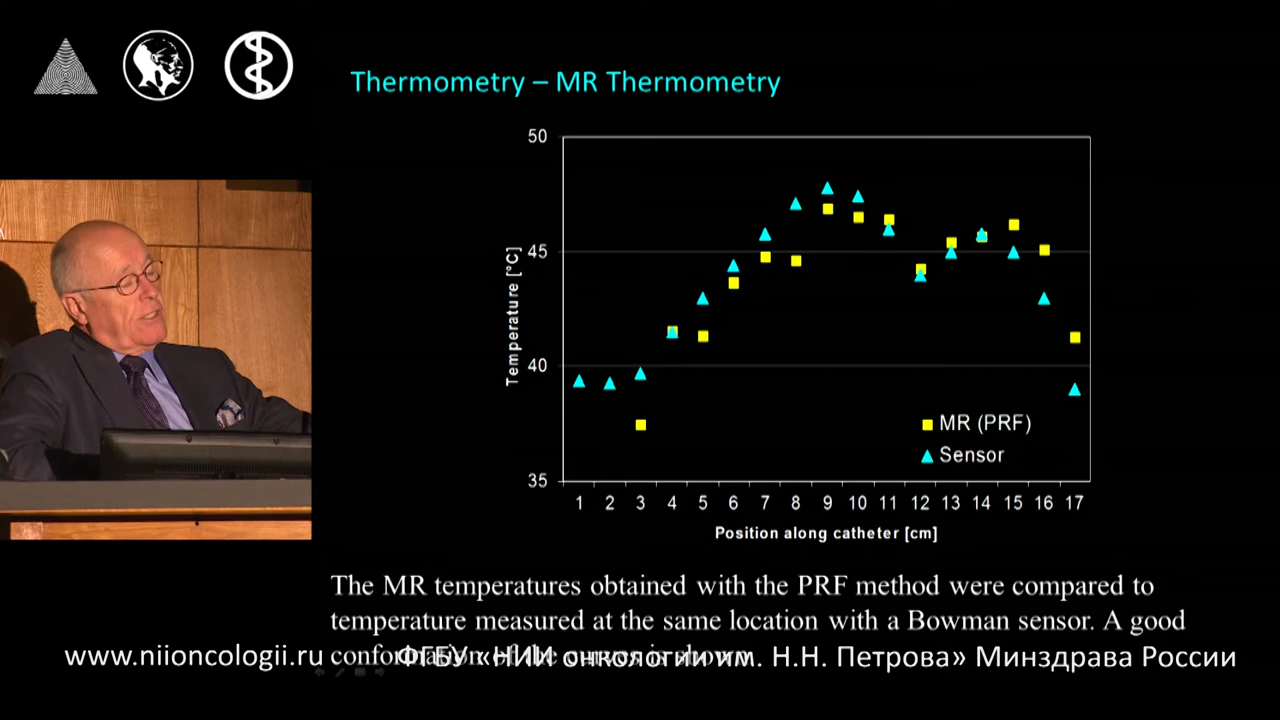 Thermometry – MR Thermometry
50
45
40
35
Temperature [°C]
MR (PRF)
Sensor
1 2 3 4 5 6 7 8 9 10 11 12 13 14 15 16 17
Position along catheter [cm]
The MR temperatures obtained with the PRF method were compared to
temperature measured at the same location with a Bowman sensor. A good
www.niioncologii.ru ФГБУ «НИИ онкологии им. Н.Н. Петрова» Минздрава России